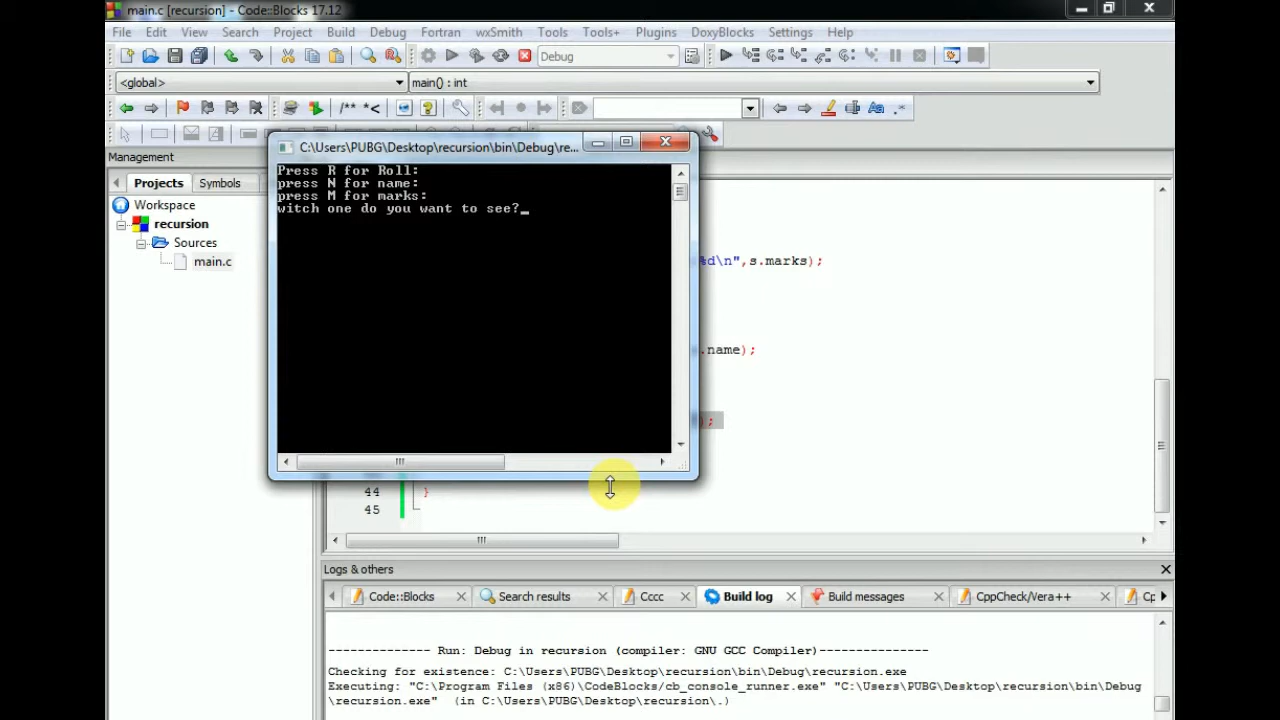 main.c [recursion] - Code::Blocks 17.12
File Edit View Search Project Build Debug Fortran wxSmith Tools Tools+ Plugins DoxyBlocks Settings Help
Debug
<global> main() : int
/** *<
Management
C:\Users\PUBG\Desktop\recursion\bin\Debug\re...
Projects Symbols
Workspace
recursion
Sources
main.c
Press R for Roll:
press N for name:
press M for marks:
witch one do you want to see?_
%d\n",s.marks);
.name);
);
44 }
45
Logs & others
Code::Blocks Search results Cccc Build log Build messages CppCheck/Vera++ Cp
-------------- Run: Debug in recursion (compiler: GNU GCC Compiler)---------------
Checking for existence: C:\Users\PUBG\Desktop\recursion\bin\Debug\recursion.exe
Executing: "C:\Program Files (x86)\CodeBlocks/cb_console_runner.exe" "C:\Users\PUBG\Desktop\recursion\bin\Debug
\recursion.exe"  (in C:\Users\PUBG\Desktop\recursion\.)